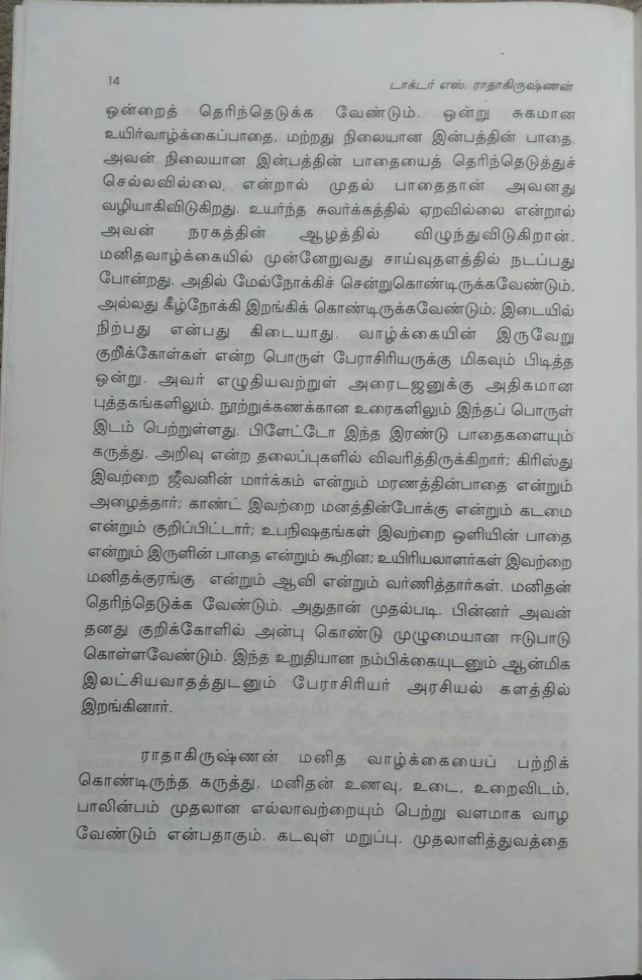 14
டாக்டர் எஸ். ராதாகிருஷ்ணன்
ஒன்றைத் தெரிந்தெடுக்க வேண்டும். ஒன்று சுகமான
உயிர்வாழ்க்கைப்பாதை, மற்றது நிலையான இன்பத்தின் பாதை.
அவன் நிலையான இன்பத்தின் பாதையைத் தெரிந்தெடுத்துச்
செல்லவில்லை, என்றால் முதல் பாதைதான் அவனது
வழியாகிவிடுகிறது. உயர்ந்த சுவர்க்கத்தில் ஏறவில்லை என்றால்
அவன் நரகத்தின் ஆழத்தில் விழுந்துவிடுகிறான்.
மனிதவாழ்க்கையில் முன்னேறுவது சாய்வுதளத்தில் நடப்பது
போன்றது. அதில் மேல்நோக்கிச் சென்றுகொண்டிருக்கவேண்டும்,
அல்லது கீழ்நோக்கி இறங்கிக் கொண்டிருக்கவேண்டும்; இடையில்
நிற்பது என்பது கிடையாது. வாழ்க்கையின் இருவேறு
குறிக்கோள்கள் என்ற பொருள் பேராசிரியருக்கு மிகவும் பிடித்த
ஒன்று. அவர் எழுதியவற்றுள் அரைடஜனுக்கு அதிகமான
புத்தகங்களிலும், நூற்றுக்கணக்கான உரைகளிலும் இந்தப் பொருள்
இடம் பெற்றுள்ளது. பிளேட்டோ இந்த இரண்டு பாதைகளையும்
கருத்து, அறிவு என்ற தலைப்புகளில் விவரித்திருக்கிறார்; கிரிஸ்து
இவற்றை ஜீவனின் மார்க்கம் என்றும் மரணத்தின்பாதை என்றும்
அழைத்தார்; காண்ட் இவற்றை மனத்தின்போக்கு என்றும் கடமை
என்றும் குறிப்பிட்டார்; உபநிஷதங்கள் இவற்றை ஒளியின் பாதை
என்றும் இருளின் பாதை என்றும் கூறின; உயிரியலாளர்கள் இவற்றை
மனிதக்குரங்கு என்றும் ஆவி என்றும் வர்ணித்தார்கள். மனிதன்
தெரிந்தெடுக்க வேண்டும். அதுதான் முதல்படி, பின்னர் அவன்
தனது குறிக்கோளில் அன்பு கொண்டு முழுமையான ஈடுபாடு
கொள்ளவேண்டும். இந்த உறுதியான நம்பிக்கையுடனும் ஆன்மிக
இலட்சியவாதத்துடனும் பேராசிரியர் அரசியல் களத்தில்
இறங்கினார்.
ராதாகிருஷ்ணன் மனித வாழ்க்கையைப் பற்றிக்
கொண்டிருந்த கருத்து, மனிதன் உணவு, உடை, உறைவிடம்,
பாலின்பம் முதலான எல்லாவற்றையும் பெற்று வளமாக வாழ
வேண்டும் என்பதாகும். கடவுள் மறுப்பு, முதலாளித்துவத்தை